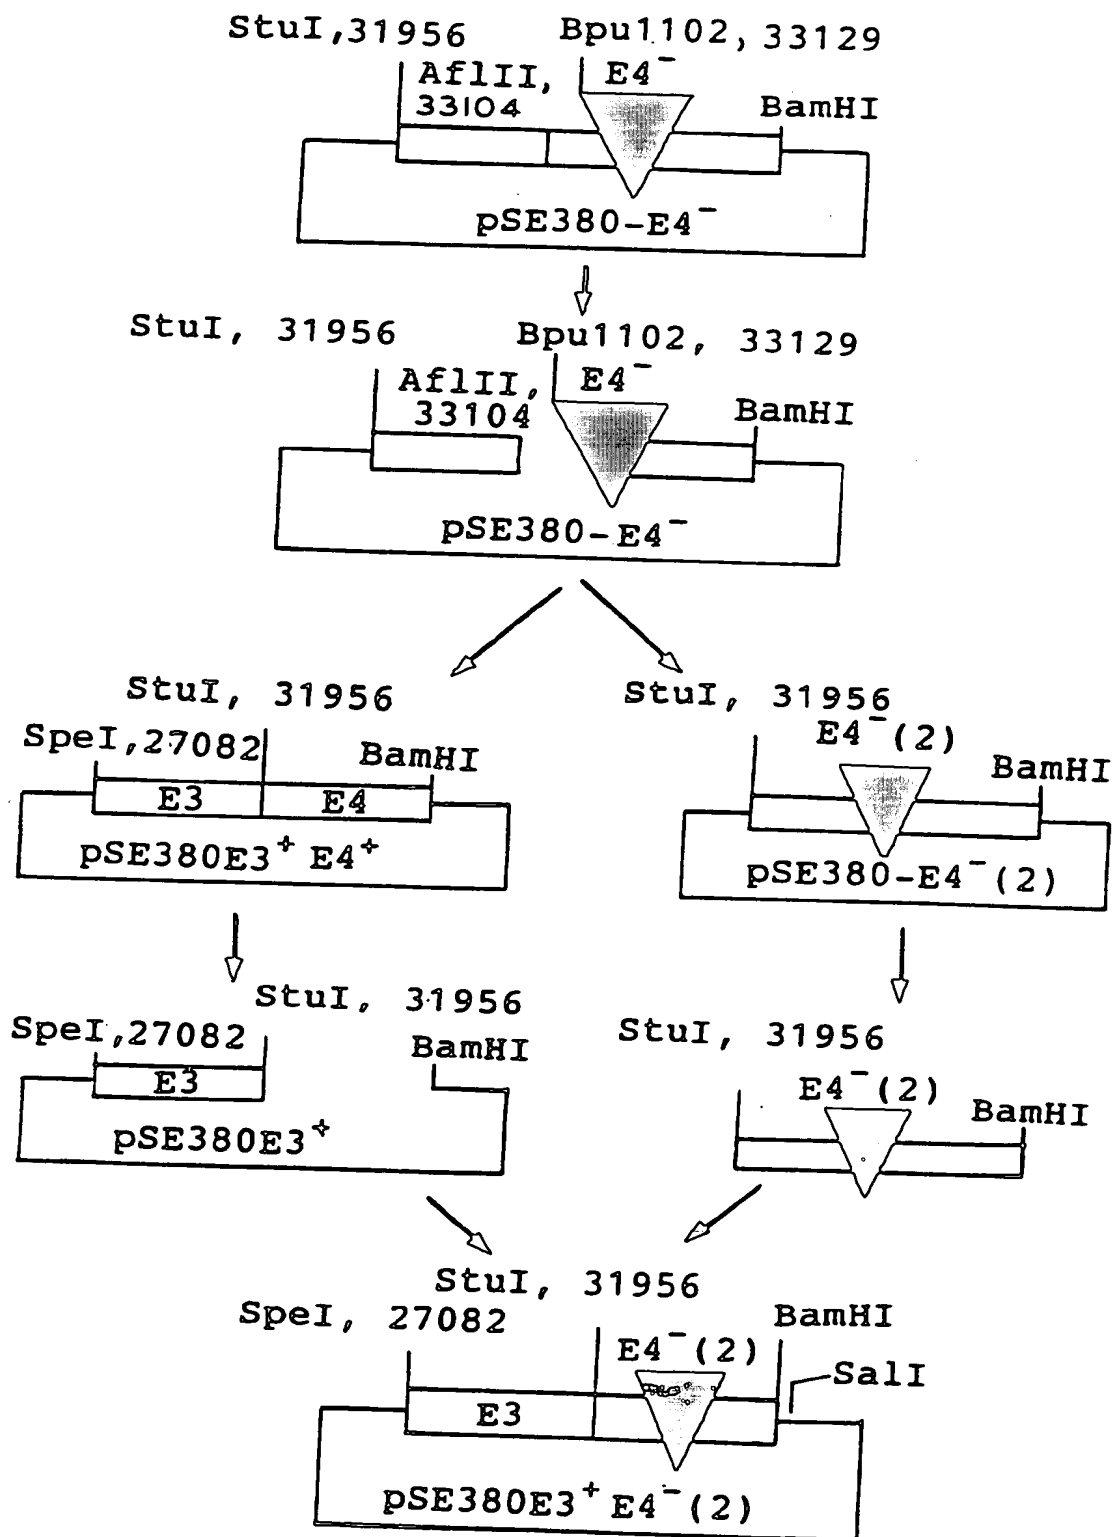 StuI,31956
Bpu1102, 33129
AflII,
33104
E4⁻
BamHI
pSE380-E4⁻
StuI, 31956
Bpu1102, 33129
AflII,
33104
E4⁻
BamHI
pSE380-E4⁻
StuI, 31956
SpeI,27082
BamHI
E3
E4
pSE380E3⁺ E4⁺
StuI, 31956
E4⁻(2)
BamHI
pSE380-E4⁻(2)
StuI, 31956
SpeI,27082
BamHI
E3
pSE380E3⁺
StuI, 31956
E4⁻(2)
BamHI
StuI, 31956
SpeI, 27082
BamHI
E4⁻(2)
SalI
E3
pSE380E3⁺E4⁻(2)